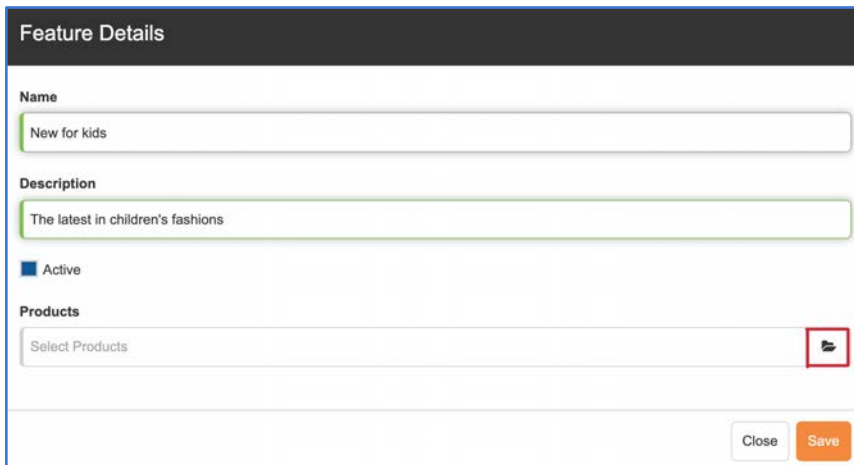 Feature Details
Name
New for kids
Description
The latest in children's fashions
Active
Products
Select Products
Close Save